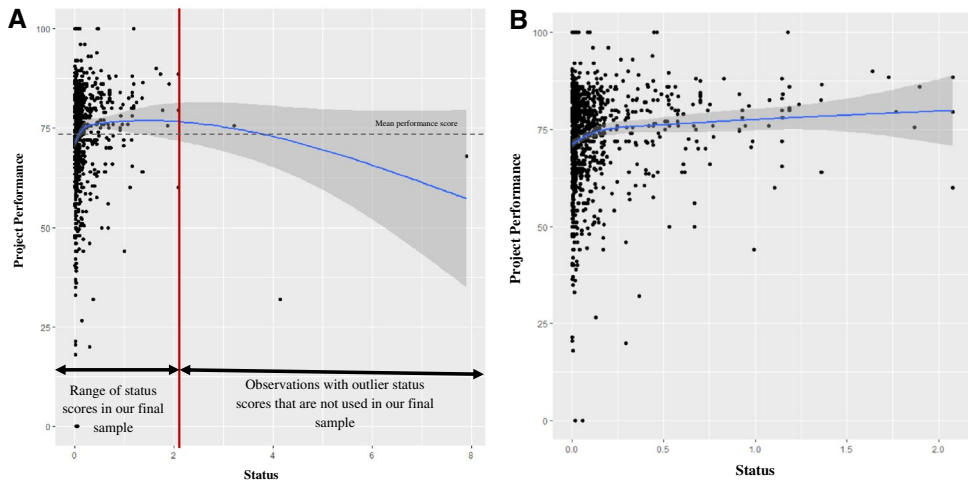 A
100
75
50
25
0
Project Performance
Mean performance score
Range of status
scores in our final
sample
Observations with outlier status
scores that are not used in our final
sample
0
2
4
6
8
Status
B
100
75
50
25
0
Project Performance
0.0
0.5
1.0
1.5
2.0
Status